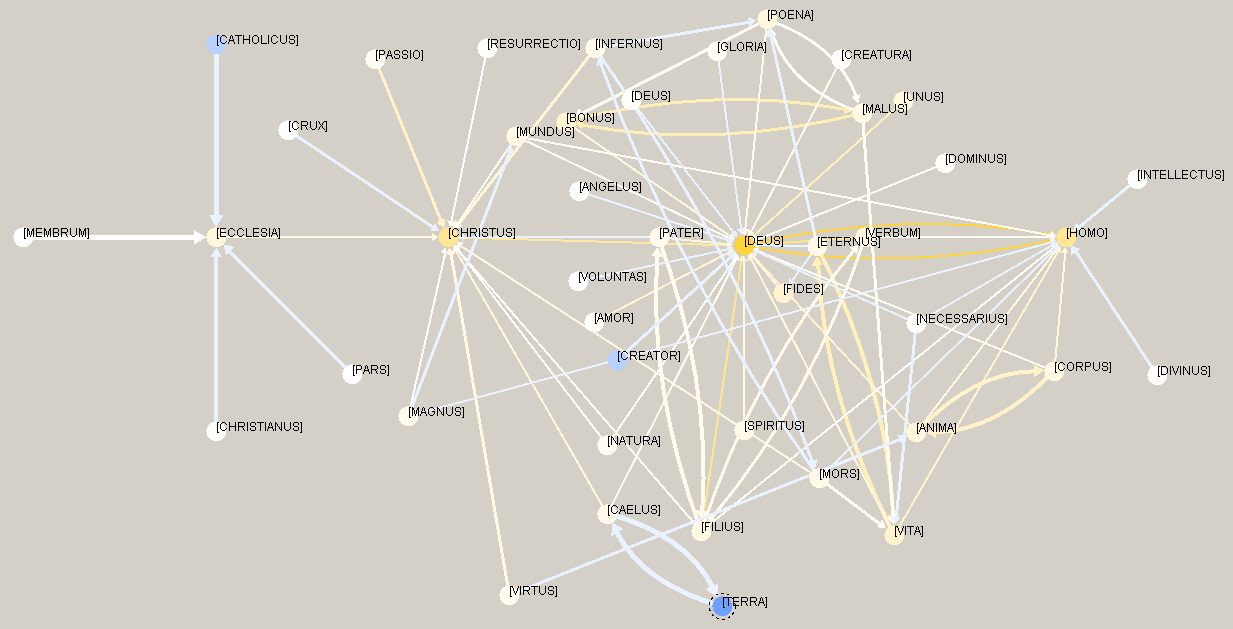 [POENA]
[CATHOLICUS]
[PASSIO]
[RESURRECTIO]
[INFERNUS]
[GLORIA]
[CREATURA]
[DEUS]
[UNUS]
[MALUS]
[BONUS]
[CRUX]
[MUNDUS]
[DOMINUS]
[INTELLECTUS]
[ANGELUS]
[MEMBRUM]
[ECCLESIA]
[CHRISTUS]
[PATER]
[DEUS]
[ETERNUS]
[VERBUM]
[HOMO]
[VOLUNTAS]
[FIDES]
[AMOR]
[NECESSARIUS]
[CREATOR]
[PARS]
[CORPUS]
[DIVINUS]
[MAGNUS]
[CHRISTIANUS]
[NATURA]
[SPIRITUS]
[ANIMA]
[MORS]
[CAELUS]
[FILIUS]
[VITA]
[VIRTUS]
[TERRA]